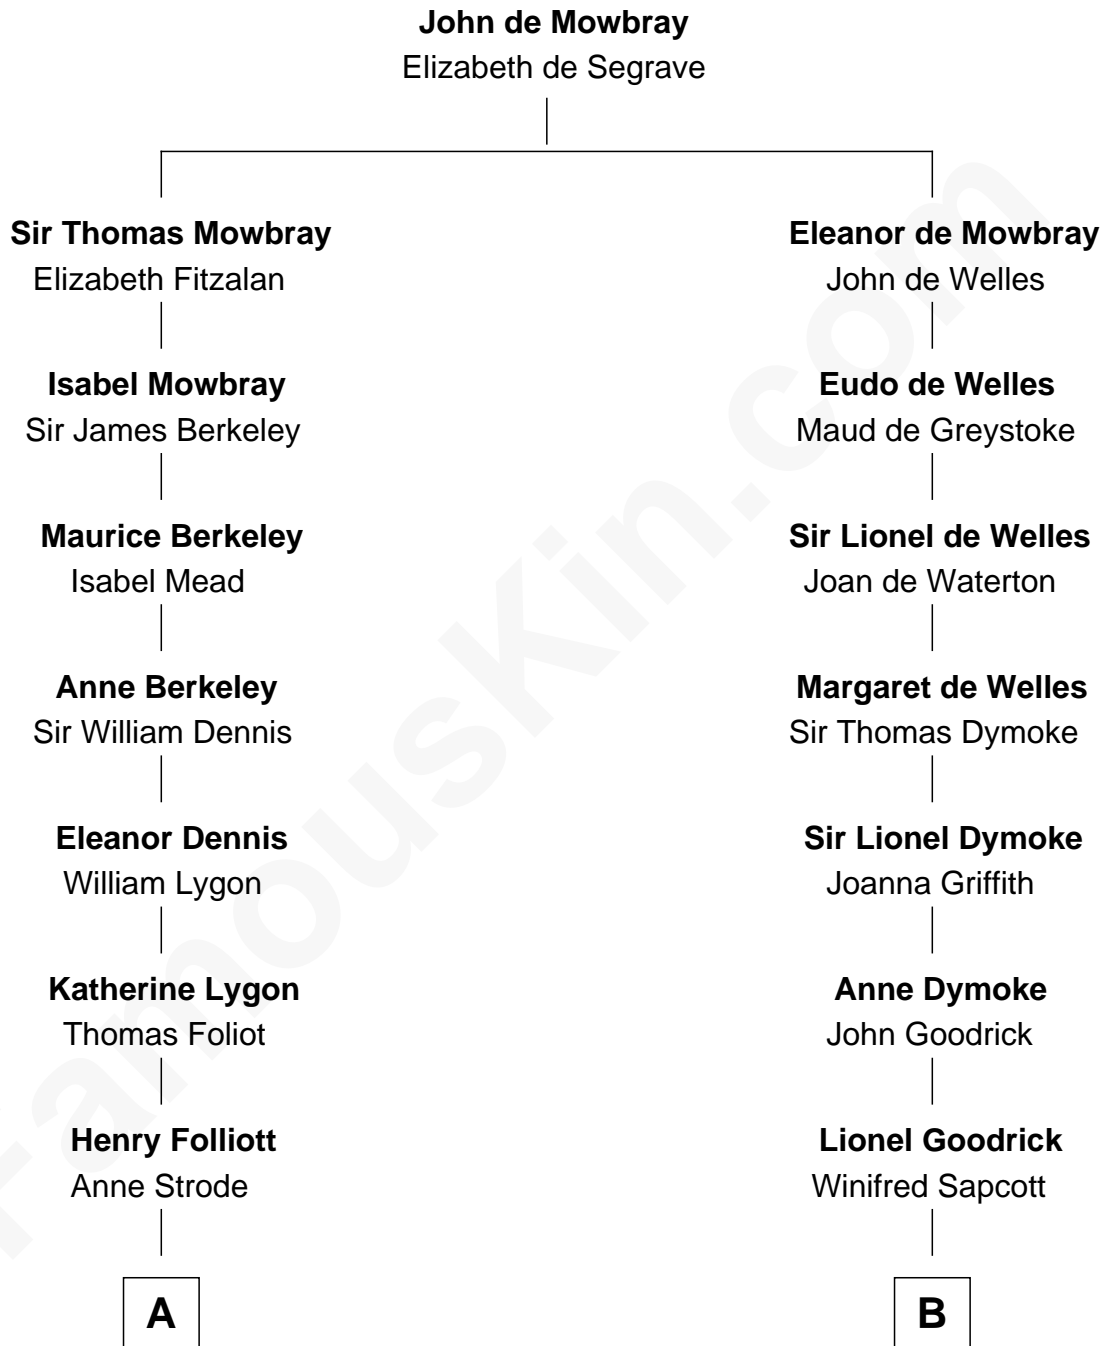 John de Mowbray
Elizabeth de Segrave
Sir Thomas Mowbray
Elizabeth Fitzalan
Isabel Mowbray
Sir James Berkeley
Maurice Berkeley
Isabel Mead
Anne Berkeley
Sir William Dennis
Eleanor Dennis
William Lygon
Katherine Lygon
Thomas Foliot
Henry Folliott
Anne Strode
A
Eleanor de Mowbray
John de Welles
Eudo de Welles
Maud de Greystoke
Sir Lionel de Welles
Joan de Waterton
Margaret de Welles
Sir Thomas Dymoke
Sir Lionel Dymoke
Joanna Griffith
Anne Dymoke
John Goodrick
Lionel Goodrick
Winifred Sapcott
B
FamousKin.com